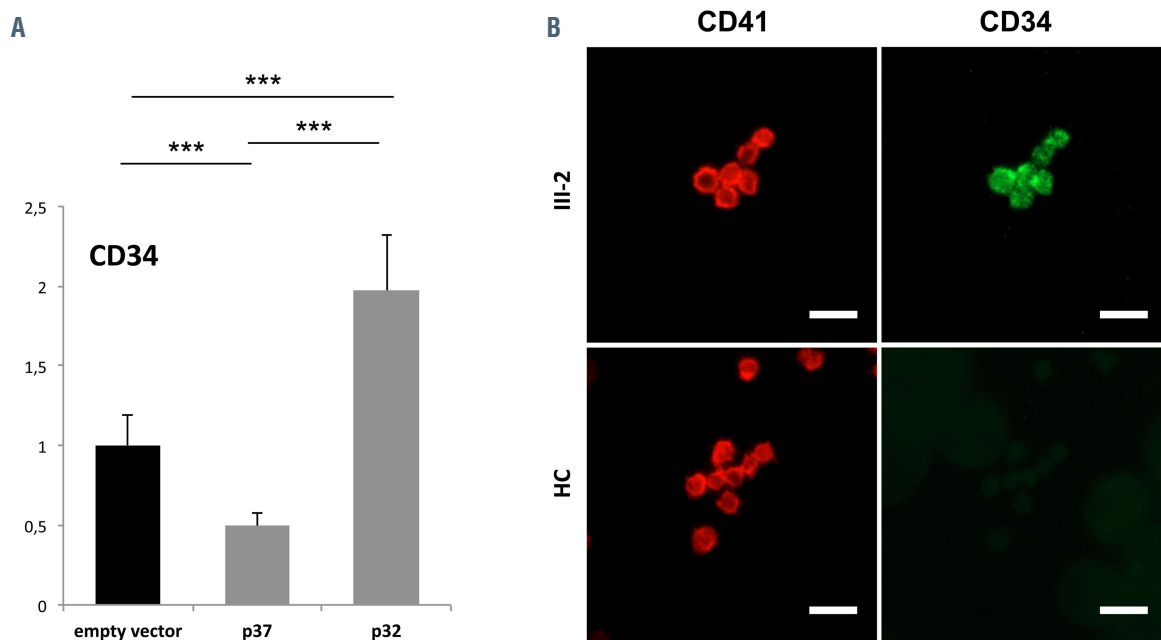 A
***
***
***
2,5
CD34
2
1,5
1
0,5
0
empty vector
p37
p32
B
CD41
CD34
III-2
HC